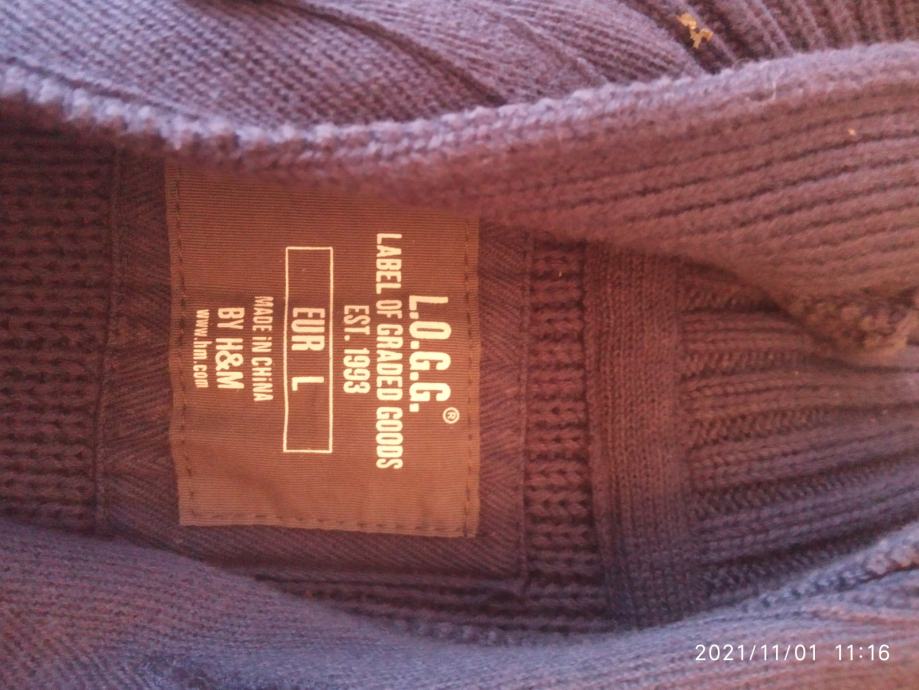 L.O.G.G.®
LABEL OF GRADED GOODS
EST. 1993
EUR L
MADE IN CHINA
BY H&M
www.hm.com
2021/11/01 11:16